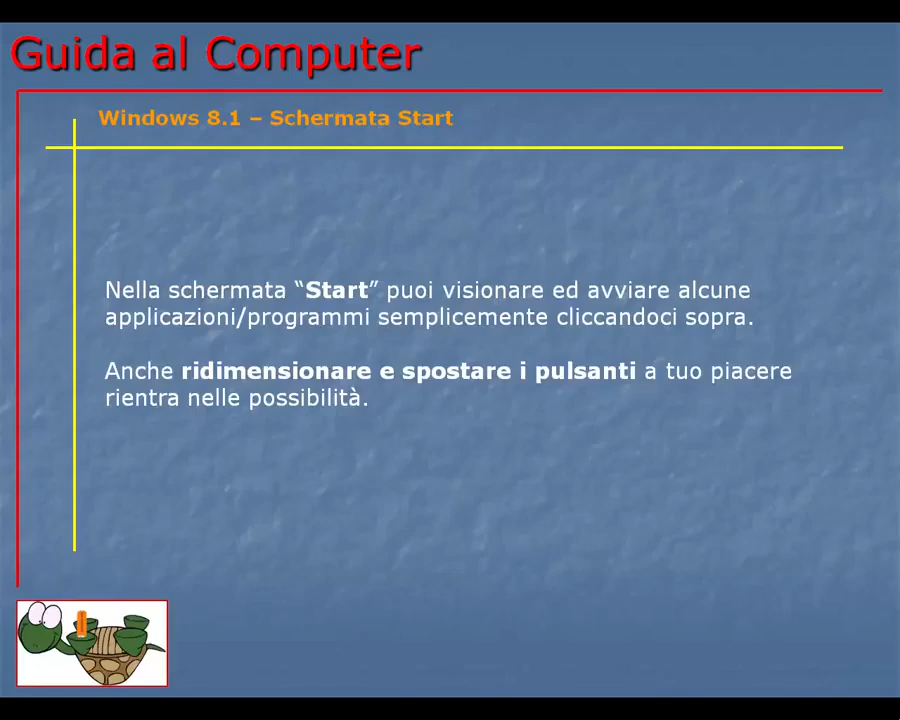 Guida al Computer
Windows 8.1 – Schermata Start
Nella schermata “Start” puoi visionare ed avviare alcune
applicazioni/programmi semplicemente cliccandoci sopra.
Anche ridimensionare e spostare i pulsanti a tuo piacere
rientra nelle possibilità.